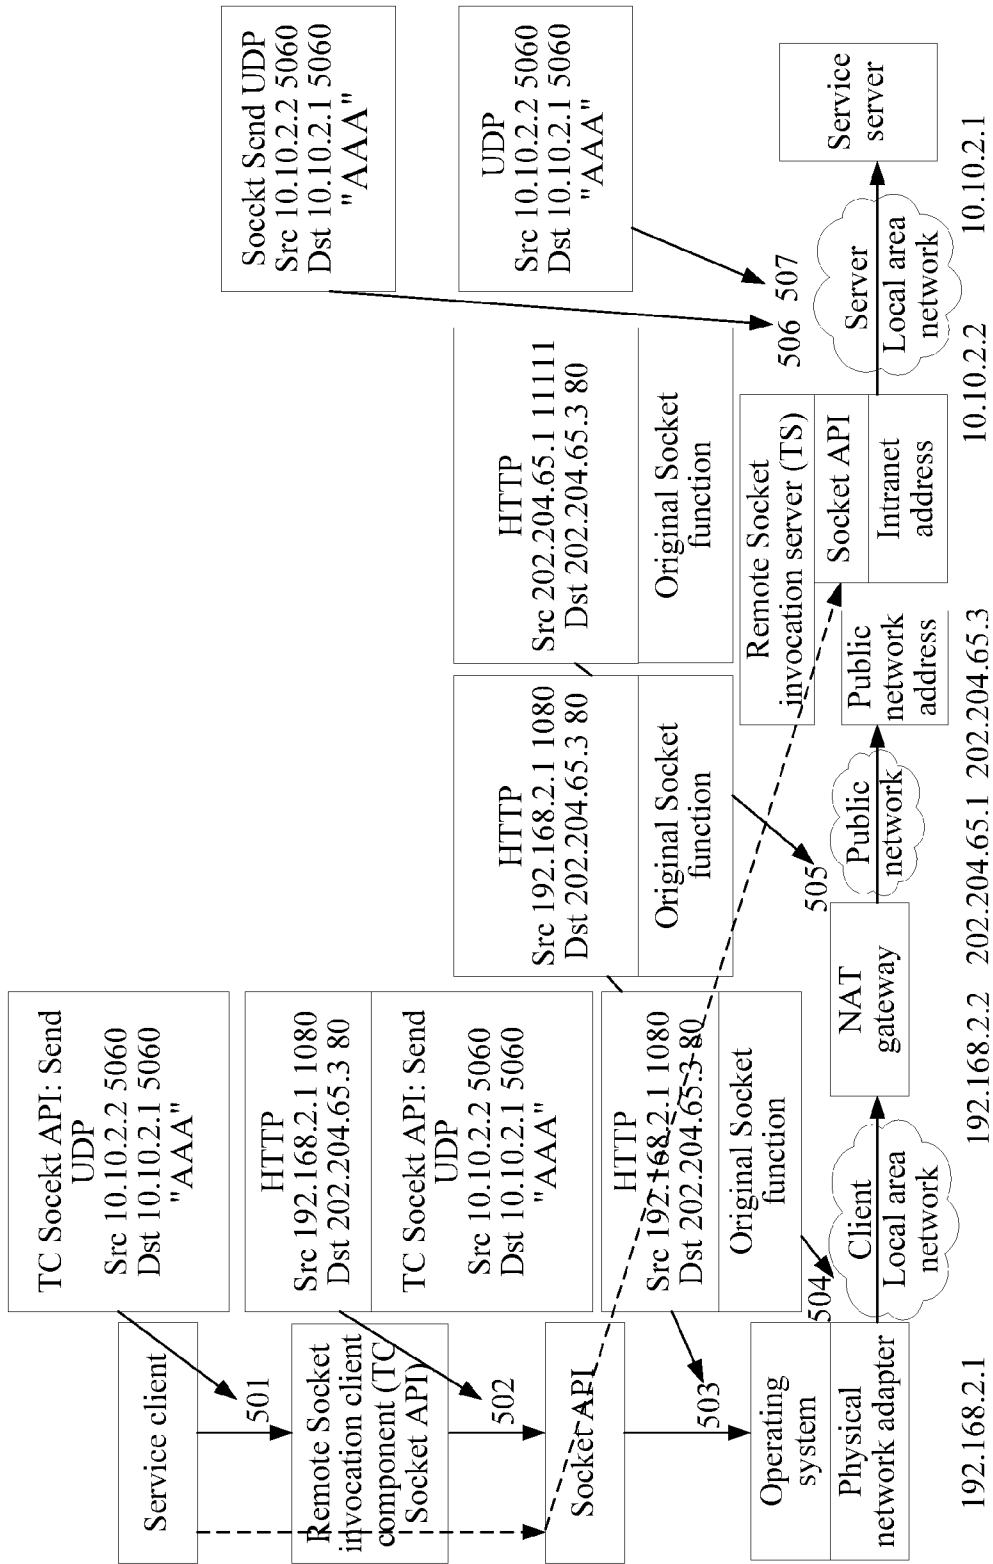 TC Socekt API: Send
UDP
Src 10.10.2.2 5060
Dst 10.10.2.1 5060
"AAA"
Service client
501
HTTP
Src 192.168.2.1 1080
Dst 202.204.65.3 80
TC Socekt API: Send
UDP
Src 10.10.2.2 5060
Dst 10.10.2.1 5060
"AAA"
Remote Socket
invocation client
component (TC
Socket API)
502
Socket API
HTTP
Src 192.168.2.1 1080
Dst 202.204.65.3 80
Original Socket
function
503
Operating
system
Physical
network adapter
504
Client
Local area
network
HTTP
Src 192.168.2.1 1080
Dst 202.204.65.3 80
Original Socket
function
505
NAT
gateway
Public
network
HTTP
Src 202.204.65.1 11111
Dst 202.204.65.3 80
Original Socket
function
Remote Socket
invocation server (TS)
Socket API
Public
network
address
Intranet
address
Socckt Scnd UDP
Src 10.10.2.2 5060
Dst 10.10.2.1 5060
"AAA"
UDP
Src 10.10.2.2 5060
Dst 10.10.2.1 5060
"AAA"
506
507
Server
Local area
network
Service
server
192.168.2.1
192.168.2.2
202.204.65.1
202.204.65.3
10.10.2.2
10.10.2.1